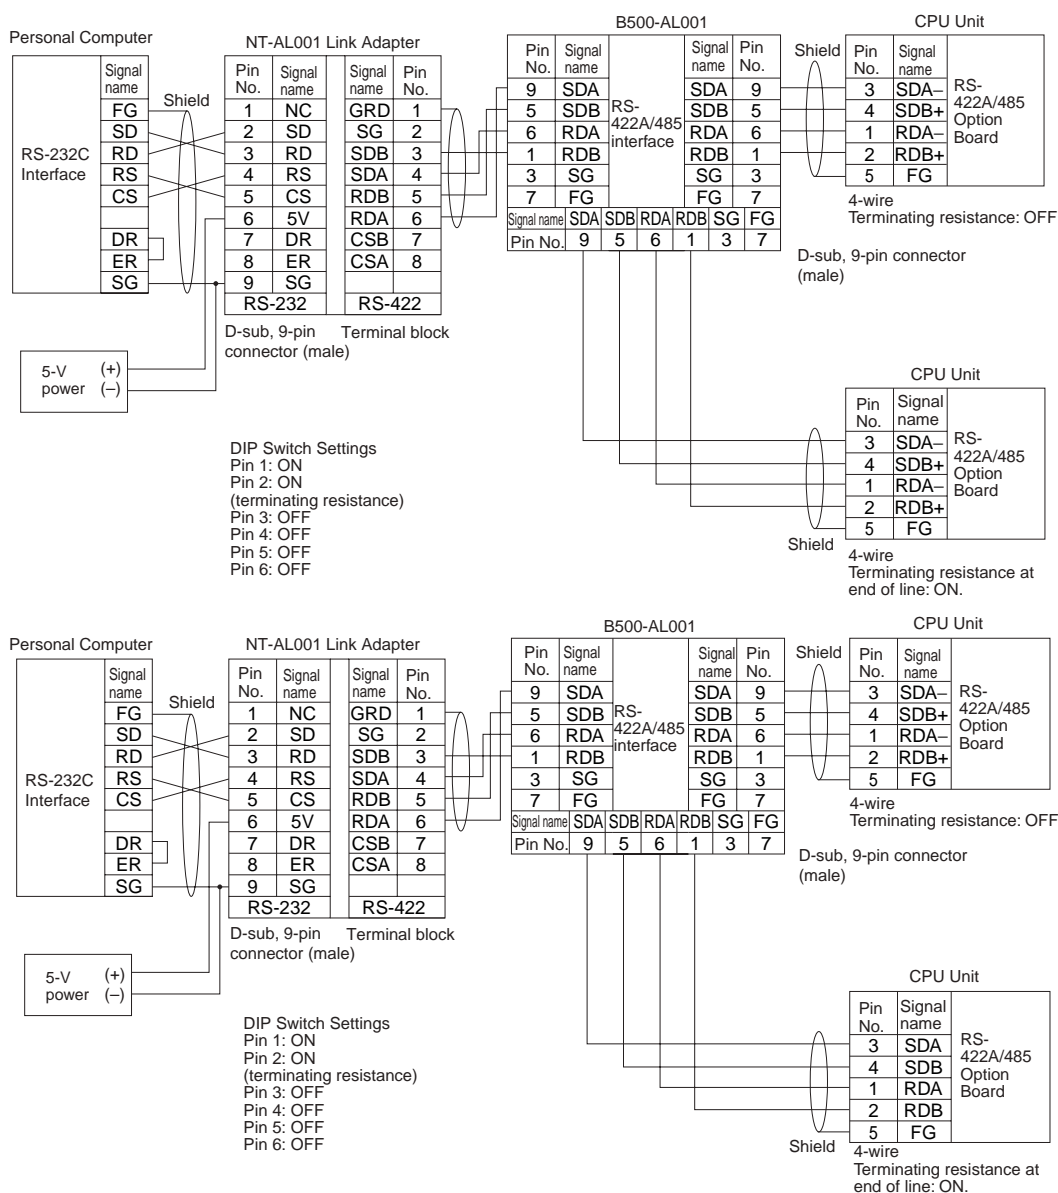 Personal Computer
RS-232C
Interface
Signal
name
FG
SD
RD
RS
CS
DR
ER
SG
Shield
NT-AL001 Link Adapter
Pin No. Signal name Signal name Pin No.
1 NC GRD 1
2 SD SG 2
3 RD SDB 3
4 RS SDA 4
5 CS RDB 5
6 5V RDA 6
7 DR CSB 7
8 ER CSA 8
9 SG
RS-232 RS-422
D-sub, 9-pin
connector (male)
Terminal block
5-V
power
(+)
(–)
DIP Switch Settings
Pin 1: ON
Pin 2: ON
(terminating resistance)
Pin 3: OFF
Pin 4: OFF
Pin 5: OFF
Pin 6: OFF
B500-AL001
Pin No. Signal name Signal name Pin No.
9 SDA SDA 9
5 SDB SDB 5
6 RDA RDA 6
1 RDB RDB 1
3 SG SG 3
7 FG FG 7
RS-
422A/485
interface
Signal name SDA SDB RDA RDB SG FG
Pin No. 9 5 6 1 3 7
Shield
CPU Unit
Pin No. Signal name
3 SDA–
4 SDB+
1 RDA–
2 RDB+
5 FG
RS-
422A/485
Option
Board
4-wire
Terminating resistance: OFF
D-sub, 9-pin connector
(male)
CPU Unit
Pin No. Signal name
3 SDA–
4 SDB+
1 RDA–
2 RDB+
5 FG
RS-
422A/485
Option
Board
Shield
4-wire
Terminating resistance at
end of line: ON.
Personal Computer
RS-232C
Interface
Signal
name
FG
SD
RD
RS
CS
DR
ER
SG
Shield
NT-AL001 Link Adapter
Pin No. Signal name Signal name Pin No.
1 NC GRD 1
2 SD SG 2
3 RD SDB 3
4 RS SDA 4
5 CS RDB 5
6 5V RDA 6
7 DR CSB 7
8 ER CSA 8
9 SG
RS-232 RS-422
D-sub, 9-pin
connector (male)
Terminal block
5-V
power
(+)
(–)
DIP Switch Settings
Pin 1: ON
Pin 2: ON
(terminating resistance)
Pin 3: OFF
Pin 4: OFF
Pin 5: OFF
Pin 6: OFF
B500-AL001
Pin No. Signal name Signal name Pin No.
9 SDA SDA 9
5 SDB SDB 5
6 RDA RDA 6
1 RDB RDB 1
3 SG SG 3
7 FG FG 7
RS-
422A/485
interface
Signal name SDA SDB RDA RDB SG FG
Pin No. 9 5 6 1 3 7
Shield
CPU Unit
Pin No. Signal name
3 SDA–
4 SDB+
1 RDA–
2 RDB+
5 FG
RS-
422A/485
Option
Board
4-wire
Terminating resistance: OFF
D-sub, 9-pin connector
(male)
CPU Unit
Pin No. Signal name
3 SDA
4 SDB
1 RDA
2 RDB
5 FG
RS-
422A/485
Option
Board
Shield
4-wire
Terminating resistance at
end of line: ON.